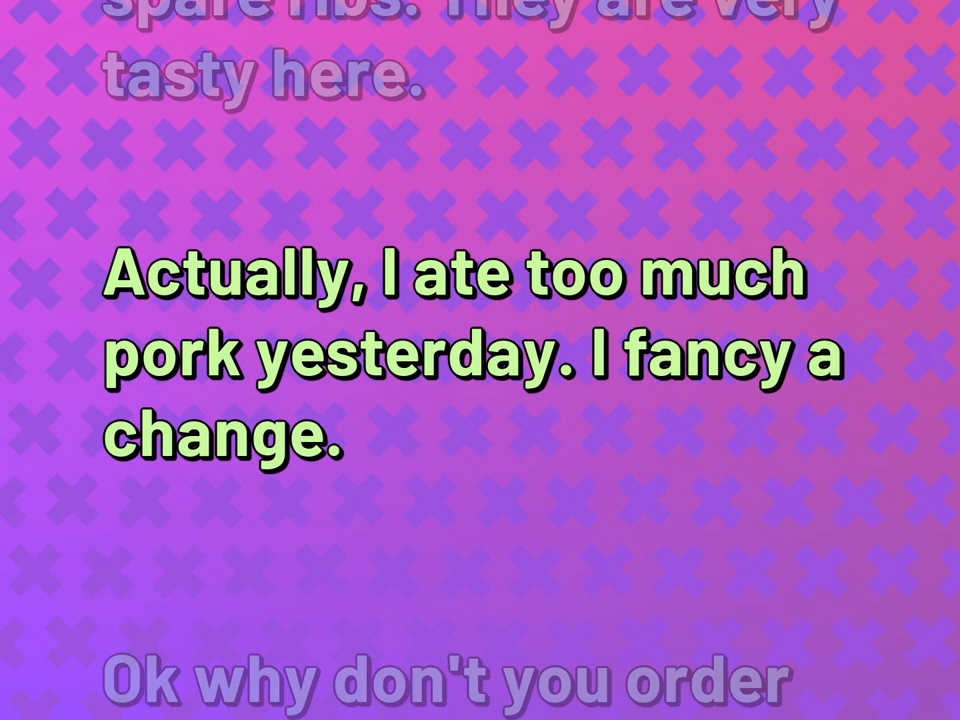 spare ribs. They are very
tasty here.
Actually, I ate too much
pork yesterday. I fancy a
change.
Ok why don't you order